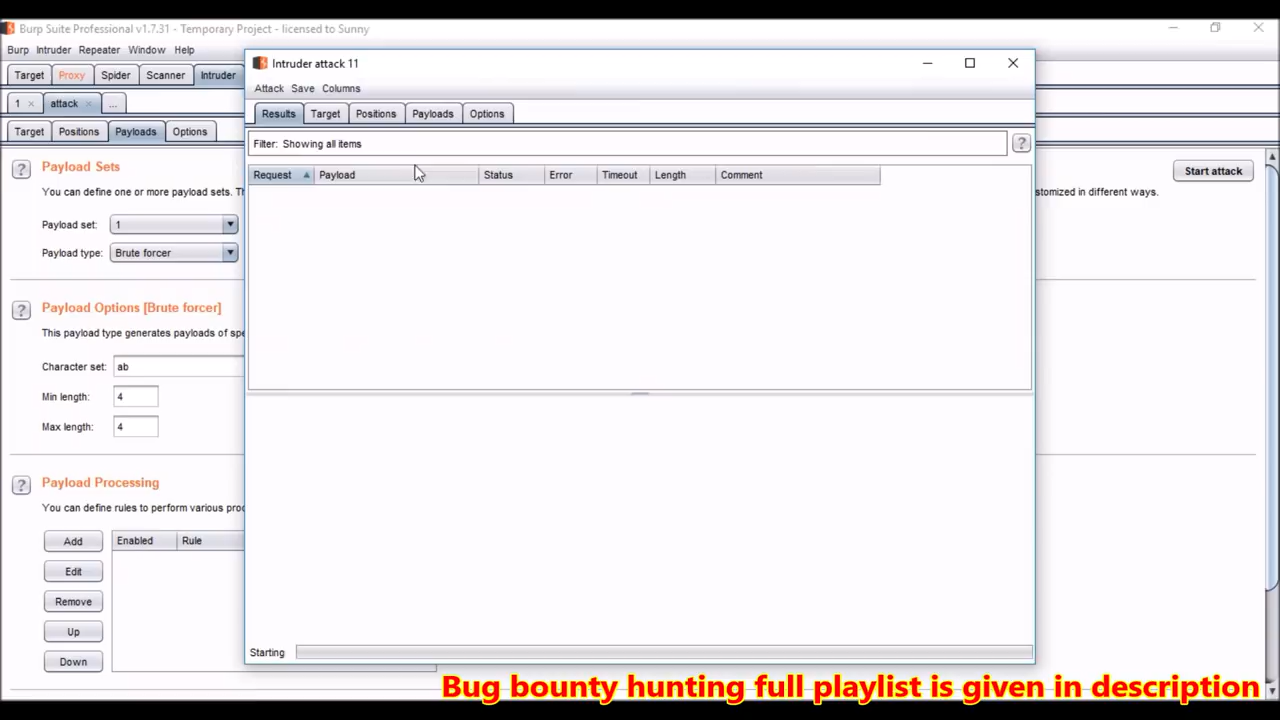 Burp Suite Professional v1.7.31 - Temporary Project - licensed to Sunny
Burp Intruder Repeater Window Help
Target Proxy Spider Scanner Intruder
1 × attack × ...
Target Positions Payloads Options
? Payload Sets
You can define one or more payload sets. Th
ustomized in different ways.
Start attack
Payload set: 1
Payload type: Brute forcer
? Payload Options [Brute forcer]
This payload type generates payloads of spe
Character set: ab
Min length: 4
Max length: 4
? Payload Processing
You can define rules to perform various proc
Add Enabled Rule
Edit
Remove
Up
Down
Intruder attack 11
Attack Save Columns
Results Target Positions Payloads Options
Filter: Showing all items ?
Request Payload Status Error Timeout Length Comment
Starting
Bug bounty hunting full playlist is given in description